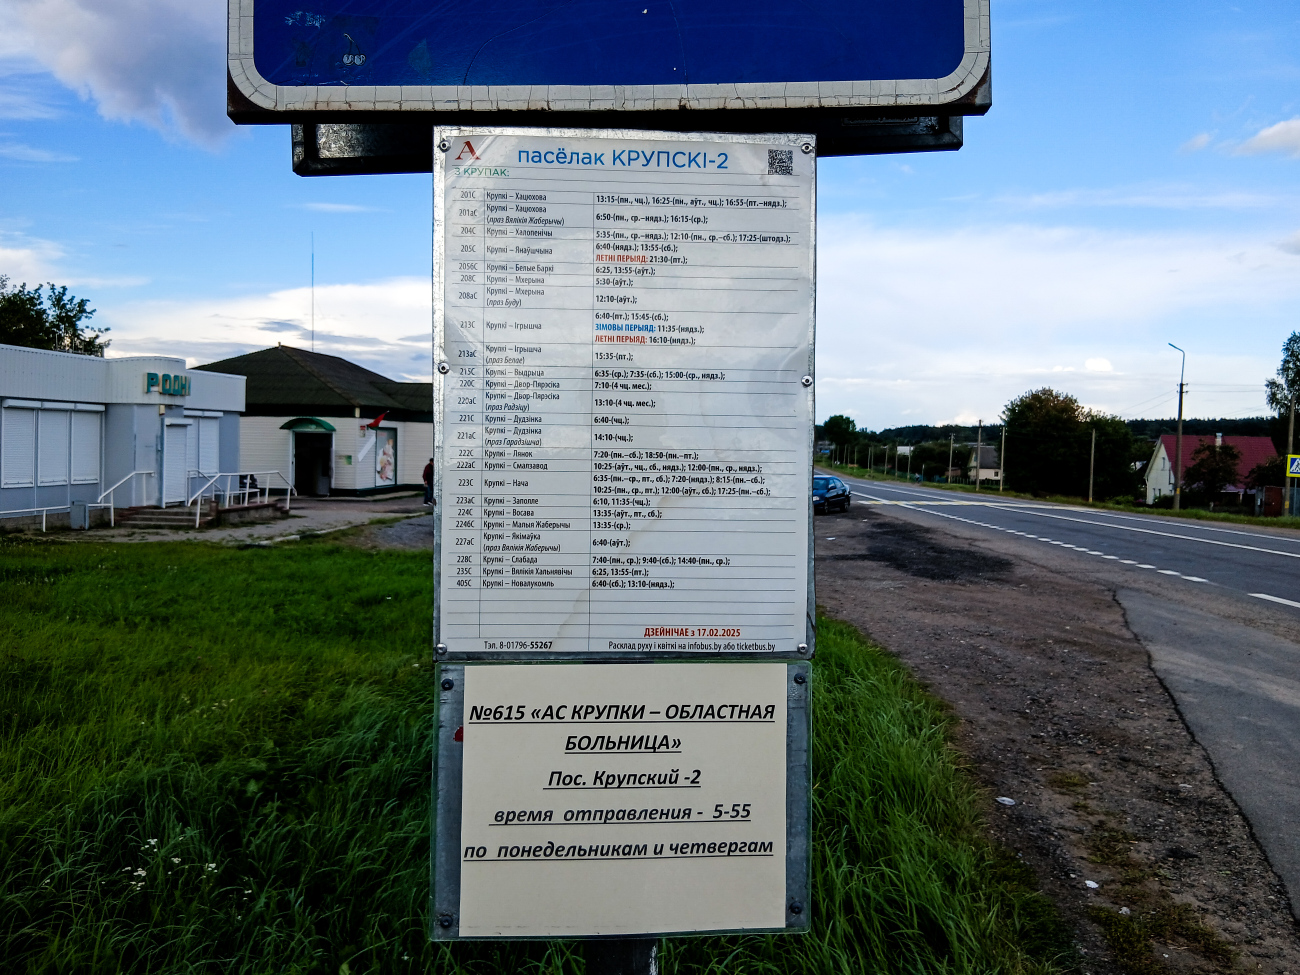 А
пасёлак КРУПСКІ-2
З КРУПАК:
201С Крупкі – Хацюхова 13:15-(пн., чц.), 16:25-(пн., аўт., чц.); 16:55-(пт.–нядз.);
201аС Крупкі – Хацюхова
(праз Вялікія Жаберычы) 6:50-(пн., ср.–нядз.); 16:15-(ср.);
204С Крупкі – Халопенічы 5:35-(пн., ср.–нядз.); 12:10-(пн., ср.–сб.); 17:25-(штодз.);
205С Крупкі – Янаўшчына 6:40-(нядз.); 13:55-(сб.);
ЛЕТНІ ПЕРЫЯД: 21:30-(пт.);
2056С Крупкі – Белые Баркі 6:25, 13:55-(аўт.);
208С Крупкі – Мхерына 5:30-(аўт.);
208аС Крупкі – Мхерына
(праз Буду) 12:10-(аўт.);
213С Крупкі – Ігрышча 6:40-(пт.); 15:45-(сб.);
ЗІМОВЫ ПЕРЫЯД: 11:35-(нядз.);
ЛЕТНІ ПЕРЫЯД: 16:10-(нядз.);
213аС Крупкі – Ігрышча
(праз Белае) 15:35-(пт.);
215С Крупкі – Выдрыца 6:35-(ср.); 7:35-(сб.); 15:00-(ср., нядз.);
220С Крупкі – Двор-Пярэсіка 7:10-(4 чц. мес.);
220аС Крупкі – Двор-Пярэсіка
(праз Радзіцу) 13:10-(4 чц. мес.);
221С Крупкі – Дудзінка 6:40-(чц.);
221аС Крупкі – Дудзінка
(праз Гарадзішча) 14:10-(чц.);
222С Крупкі – Лянок 7:20-(пн.–сб.); 18:50-(пн.–пт.);
222аС Крупкі – Смалзавод 10:25-(аўт., чц., сб., нядз.); 12:00-(пн., ср., нядз.);
223С Крупкі – Нача 6:35-(пн.–ср., пт., сб.); 7:20-(нядз.); 8:15-(пн.–сб.);
10:25-(пн., ср., пт.); 12:00-(аўт., сб.); 17:25-(пн.–сб.);
223аС Крупкі – Заполле 6:10, 11:35-(чц.);
224С Крупкі – Восава 13:35-(аўт., пт., сб.);
2246С Крупкі – Малыя Жаберычы 13:35-(ср.);
227аС Крупкі – Якімаўка
(праз Вялікія Жаберычы) 6:40-(аўт.);
228С Крупкі – Слабада 7:40-(пн., ср.); 9:40-(сб.); 14:40-(пн., ср.);
235С Крупкі – Вялікія Хальнявічы 6:25, 13:55-(пт.);
405С Крупкі – Новалукомль 6:40-(сб.); 13:10-(нядз.);
ДЗЕЙНІЧАЕ з 17.02.2025
Тэл. 8-01796-55267 Расклад руху і квіткі на infobus.by або ticketbus.by
№615 «АС КРУПКИ – ОБЛАСТНАЯ
БОЛЬНИЦА»
Пос. Крупский -2
время отправления - 5-55
по понедельникам и четвергам
РОДНІ